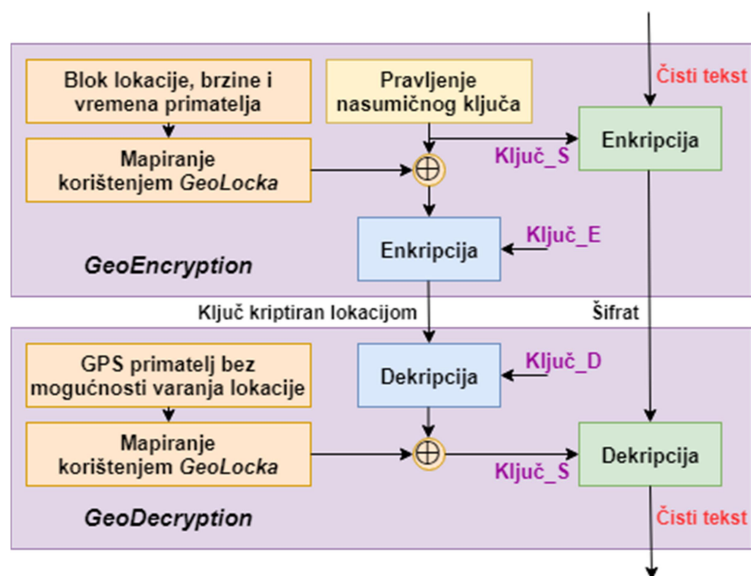 Blok lokacije, brzine i
vremena primatelja
Pravljenje
nasumičnog ključa
Čisti tekst
Mapiranje
korištenjem GeoLocka
Ključ_S
Enkripcija
GeoEncryption
Enkripcija
Ključ_E
Ključ kriptiran lokacijom
Šifrat
GPS primatelj bez
mogućnosti varanja lokacije
Dekripcija
Ključ_D
Mapiranje
korištenjem GeoLocka
Ključ_S
Dekripcija
GeoDecryption
Čisti tekst